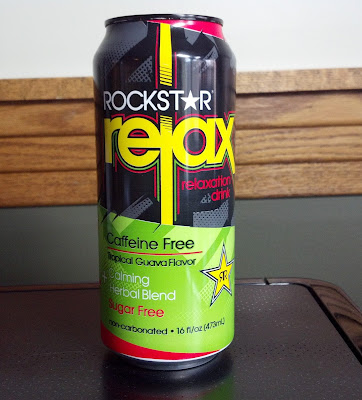 ROCKST★R
relax
relaxation
drink
Caffeine Free
Tropical Guava Flavor
Calming
Herbal Blend
Sugar Free
non-carbonated • 16 fl/oz (473mL)